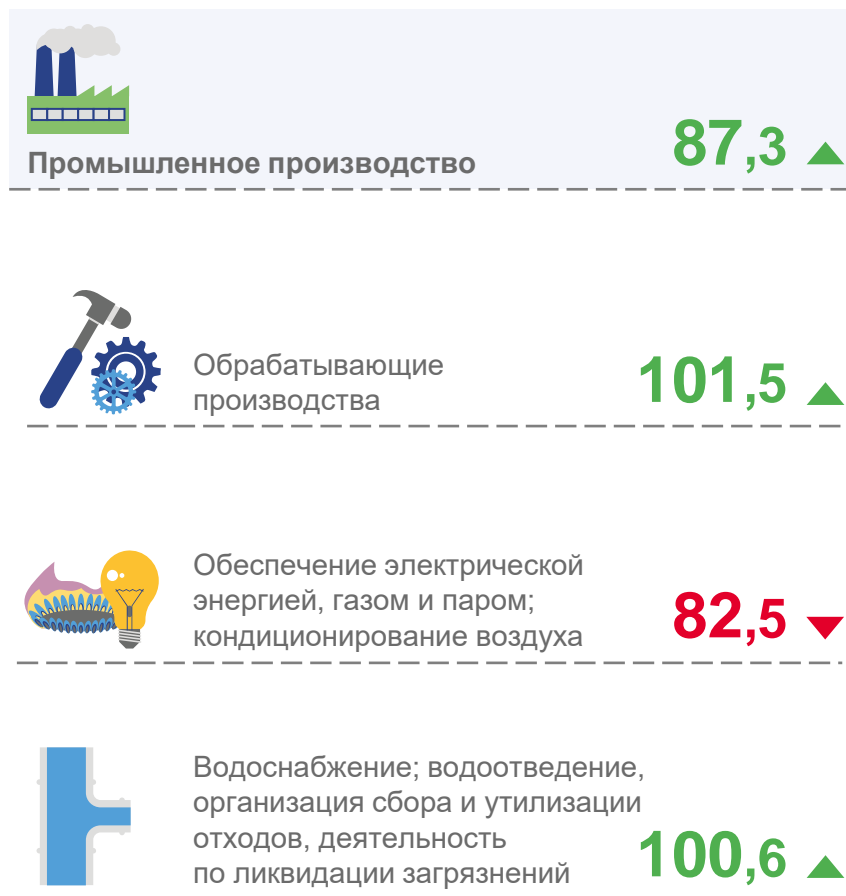 Промышленное производство
87,3
Обрабатывающие
производства
101,5
Обеспечение электрической
энергией, газом и паром;
кондиционирование воздуха
82,5
Водоснабжение; водоотведение,
организация сбора и утилизации
отходов, деятельность
по ликвидации загрязнений
100,6